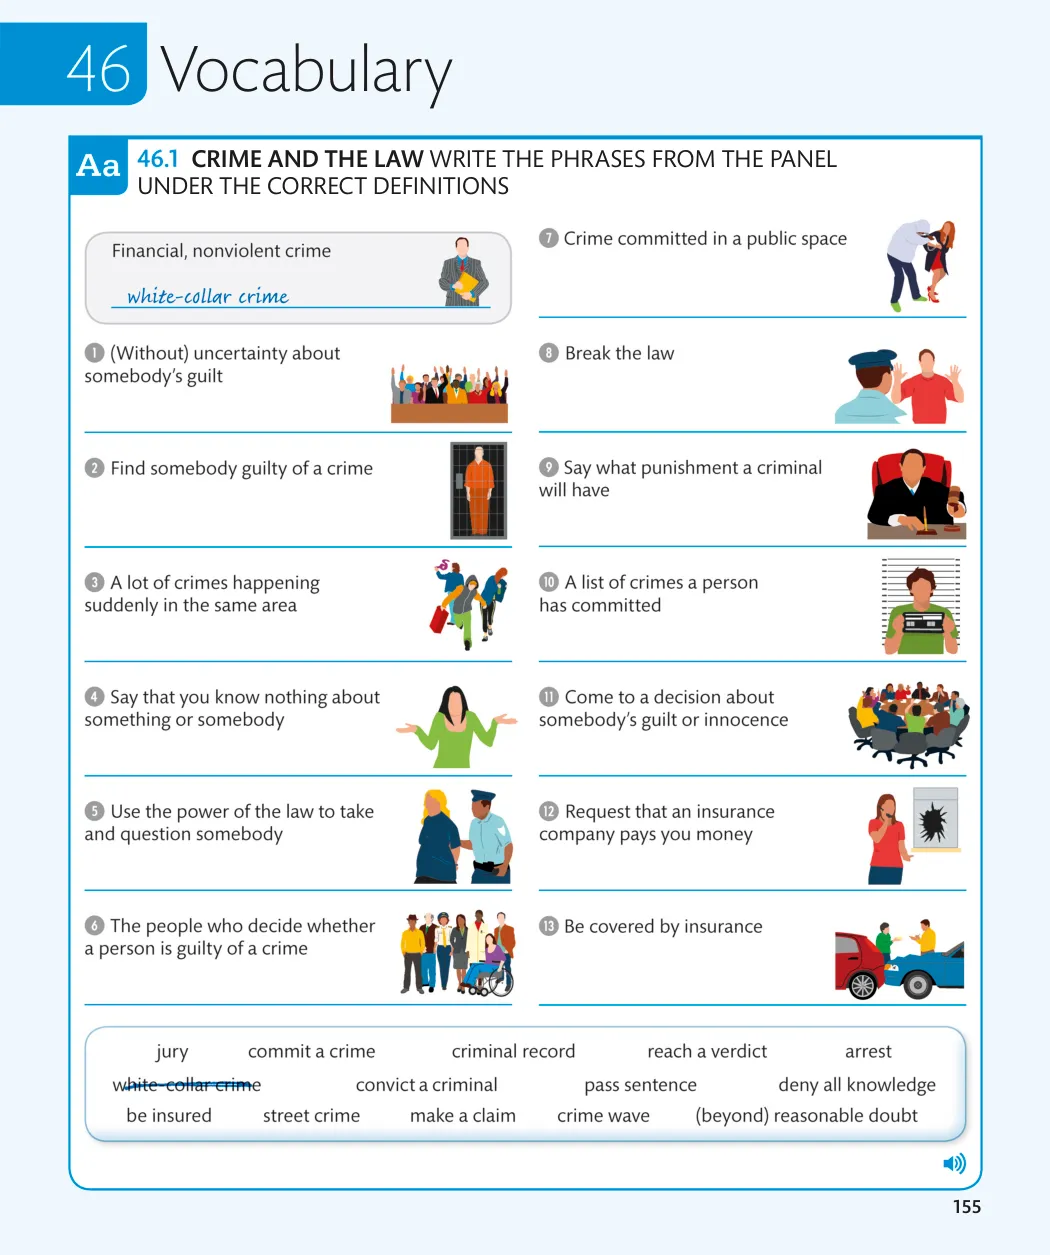 46 Vocabulary
Aa
46.1 CRIME AND THE LAW WRITE THE PHRASES FROM THE PANEL
UNDER THE CORRECT DEFINITIONS
Financial, nonviolent crime
white-collar crime
1 (Without) uncertainty about
somebody’s guilt
2 Find somebody guilty of a crime
3 A lot of crimes happening
suddenly in the same area
4 Say that you know nothing about
something or somebody
5 Use the power of the law to take
and question somebody
6 The people who decide whether
a person is guilty of a crime
7 Crime committed in a public space
8 Break the law
9 Say what punishment a criminal
will have
10 A list of crimes a person
has committed
11 Come to a decision about
somebody’s guilt or innocence
12 Request that an insurance
company pays you money
13 Be covered by insurance
jury commit a crime criminal record reach a verdict arrest
white-collar crime convict a criminal pass sentence deny all knowledge
be insured street crime make a claim crime wave (beyond) reasonable doubt
155